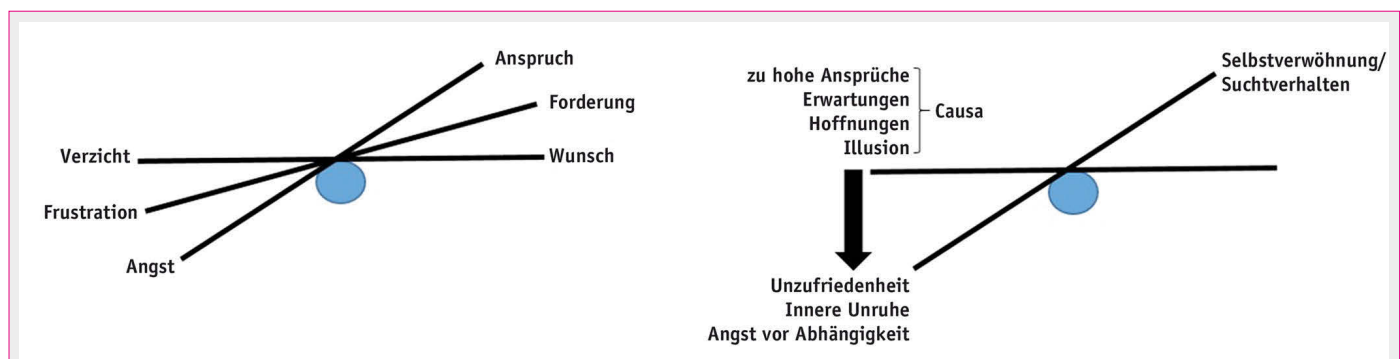 Anspruch
Forderung
Verzicht
Wunsch
Frustration
Angst
zu hohe Ansprüche
Erwartungen
Hoffnungen
Illusion
Causa
Selbstverwöhnung/
Suchtverhalten
Unzufriedenheit
Innere Unruhe
Angst vor Abhängigkeit